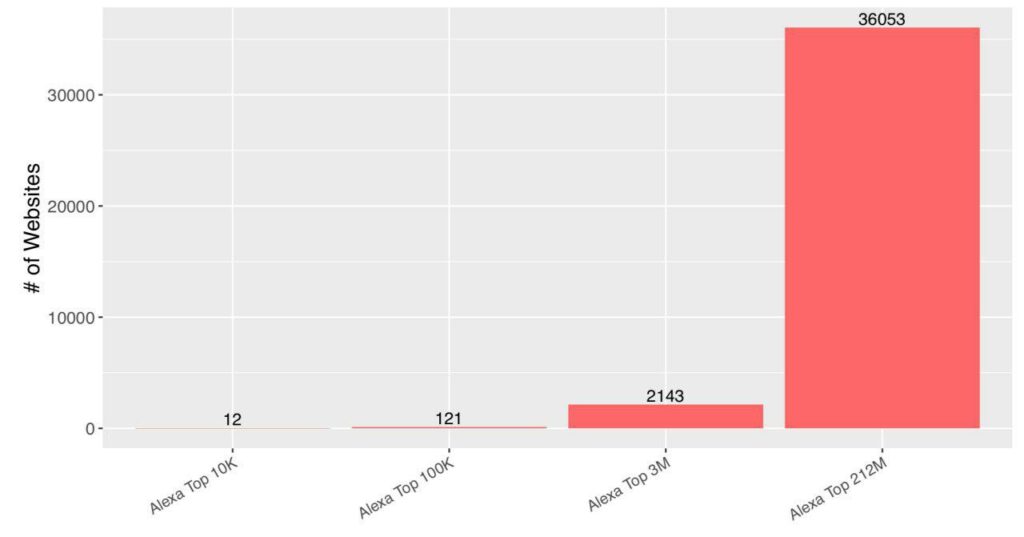 36053
30000
20000
# of Websites
10000
2143
121
12
0
Alexa Top 10K
Alexa Top 100K
Alexa Top 3M
Alexa Top 212M